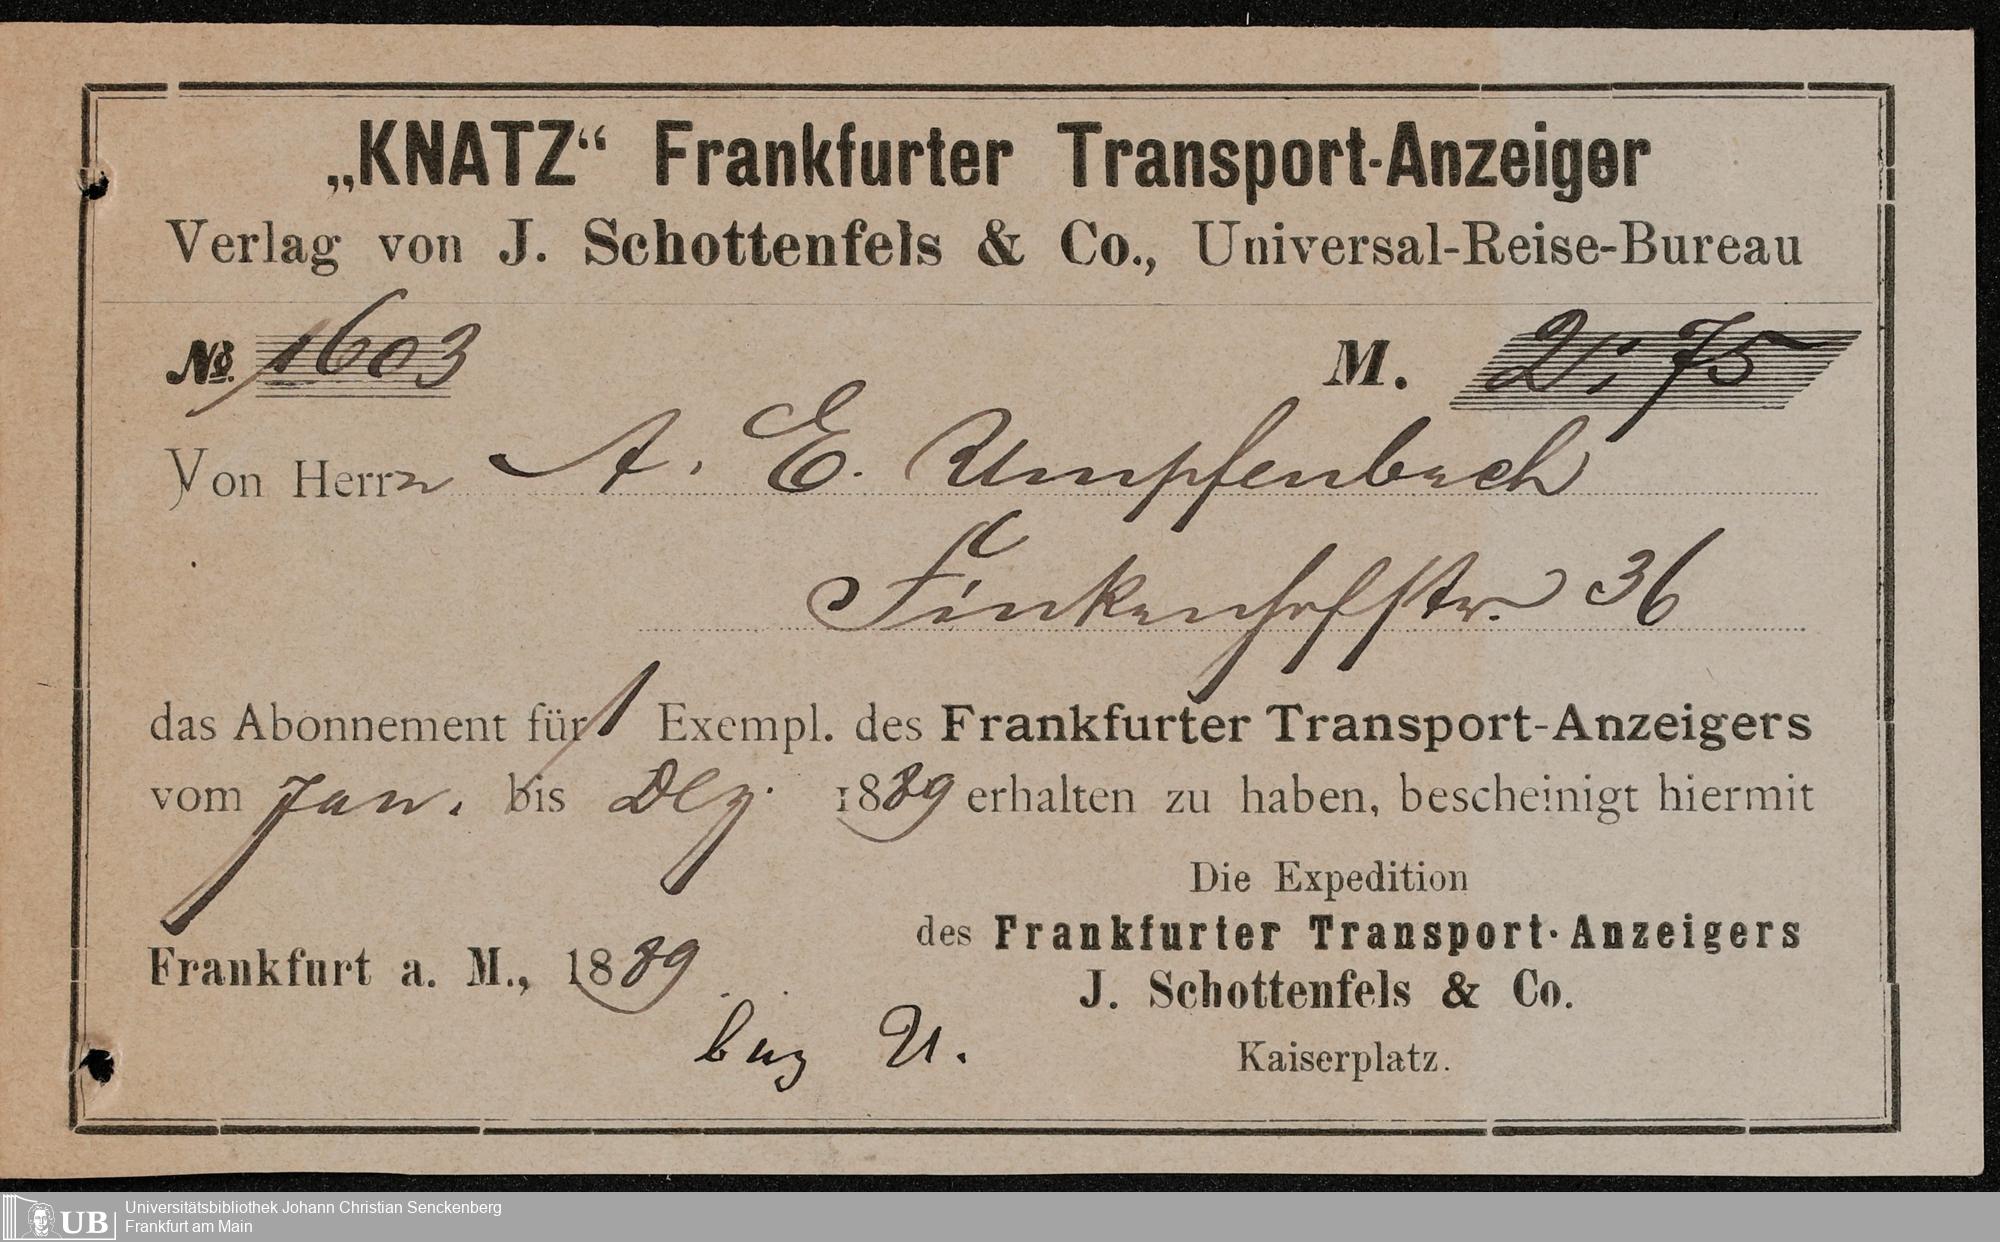 „KNATZ“ Frankfurter Transport-Anzeiger
Verlag von J. Schottenfels & Co., Universal-Reise-Bureau
No. 1603 M. 2,75
Von Herrn A. E. Umpfenbach
Finkenhofstr. 36
das Abonnement für 1 Exempl. des Frankfurter Transport-Anzeigers
vom Jan. bis Dez. 1889 erhalten zu haben, bescheinigt hiermit
Die Expedition
des Frankfurter Transport-Anzeigers
Frankfurt a. M., 1889
J. Schottenfels & Co.
U.
Kaiserplatz.
UB
Universitätsbibliothek Johann Christian Senckenberg
Frankfurt am Main